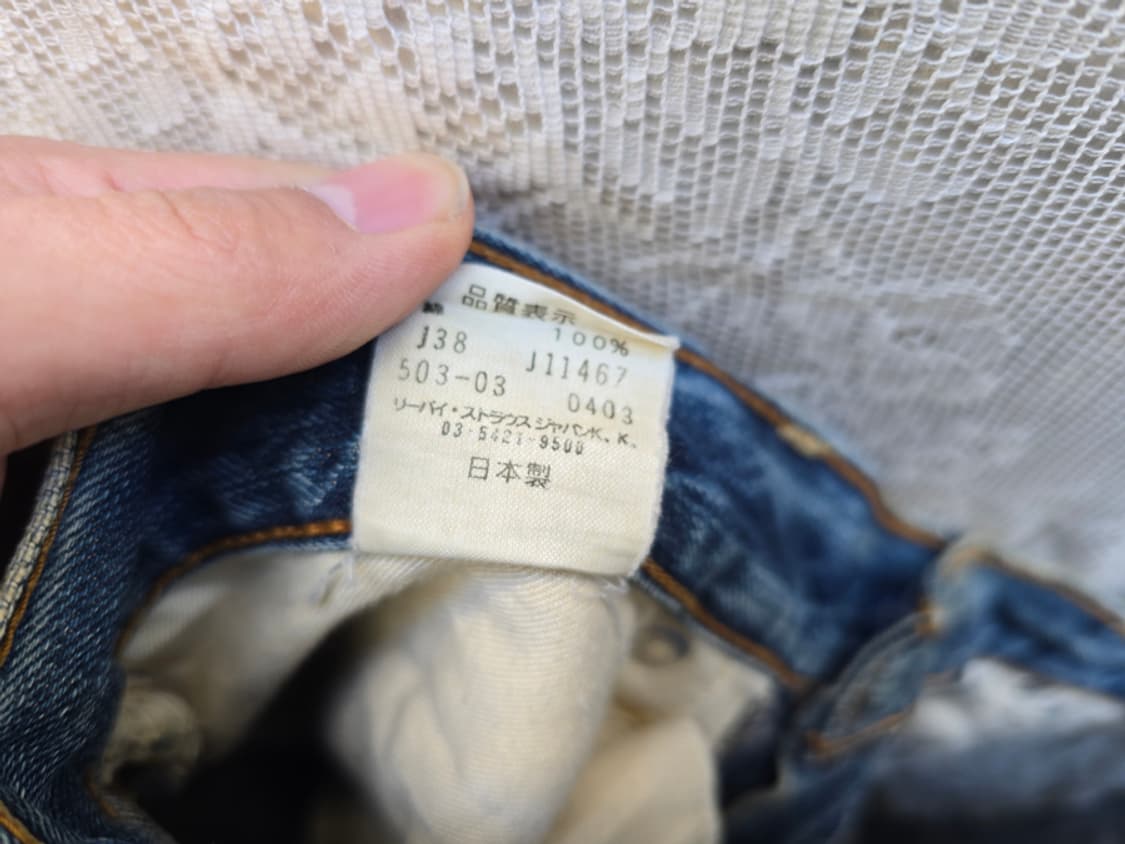 品質表示
綿 100%
J38 J11467
503-03 0403
リーバイ・ストラウス ジャパンK.K.
03-5421-9500
日本製